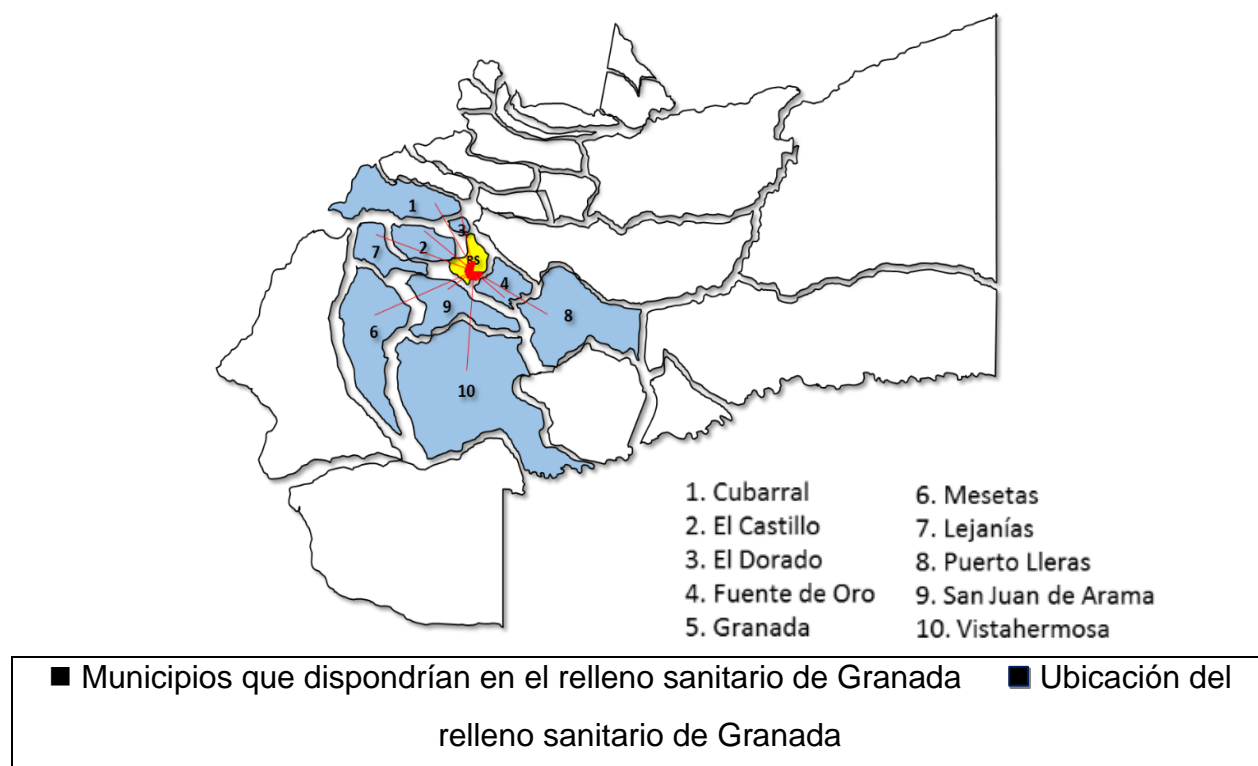 1
3
2
7
RS
4
9
8
6
10
1. Cubarral
2. El Castillo
3. El Dorado
4. Fuente de Oro
5. Granada
6. Mesetas
7. Lejanías
8. Puerto Lleras
9. San Juan de Arama
10. Vistahermosa
■ Municipios que dispondrían en el relleno sanitario de Granada ■ Ubicación del
relleno sanitario de Granada